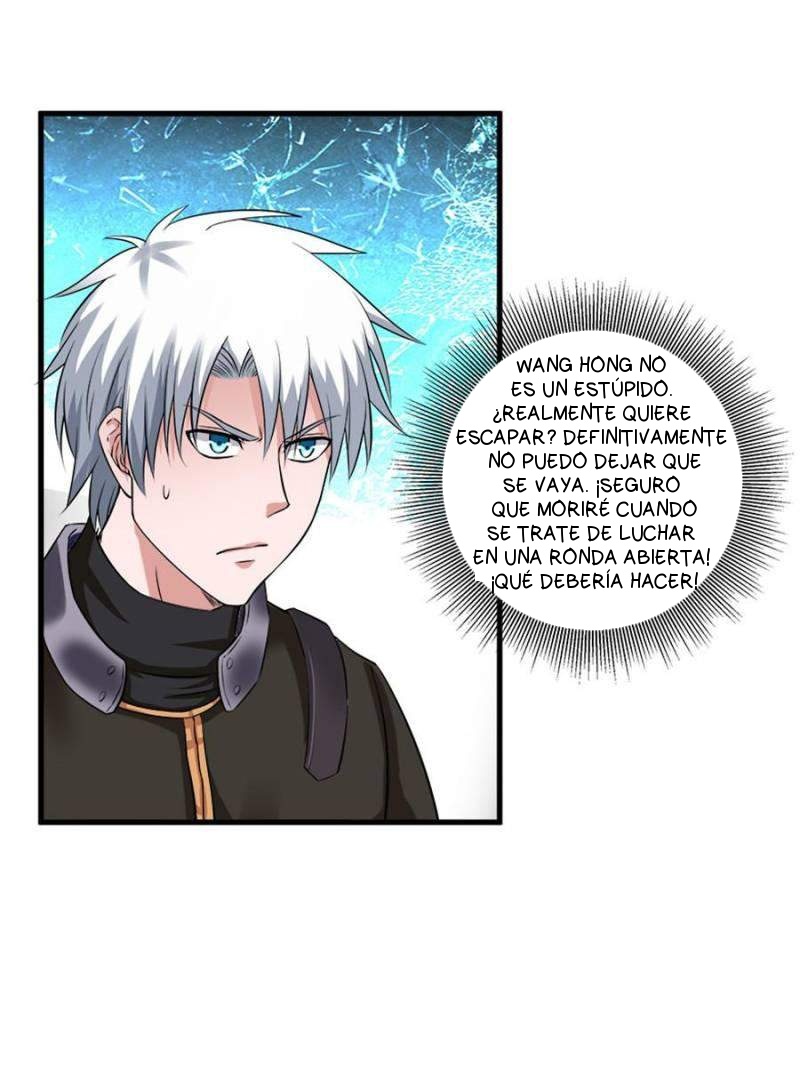 WANG HONG NO
ES UN ESTÚPIDO.
¿REALMENTE QUIERE
ESCAPAR? DEFINITIVAMENTE
NO PUEDO DEJAR QUE
SE VAYA. ¡SEGURO
QUE MORIRÉ CUANDO
SE TRATE DE LUCHAR
EN UNA RONDA ABIERTA!
¡QUÉ DEBERÍA HACER!